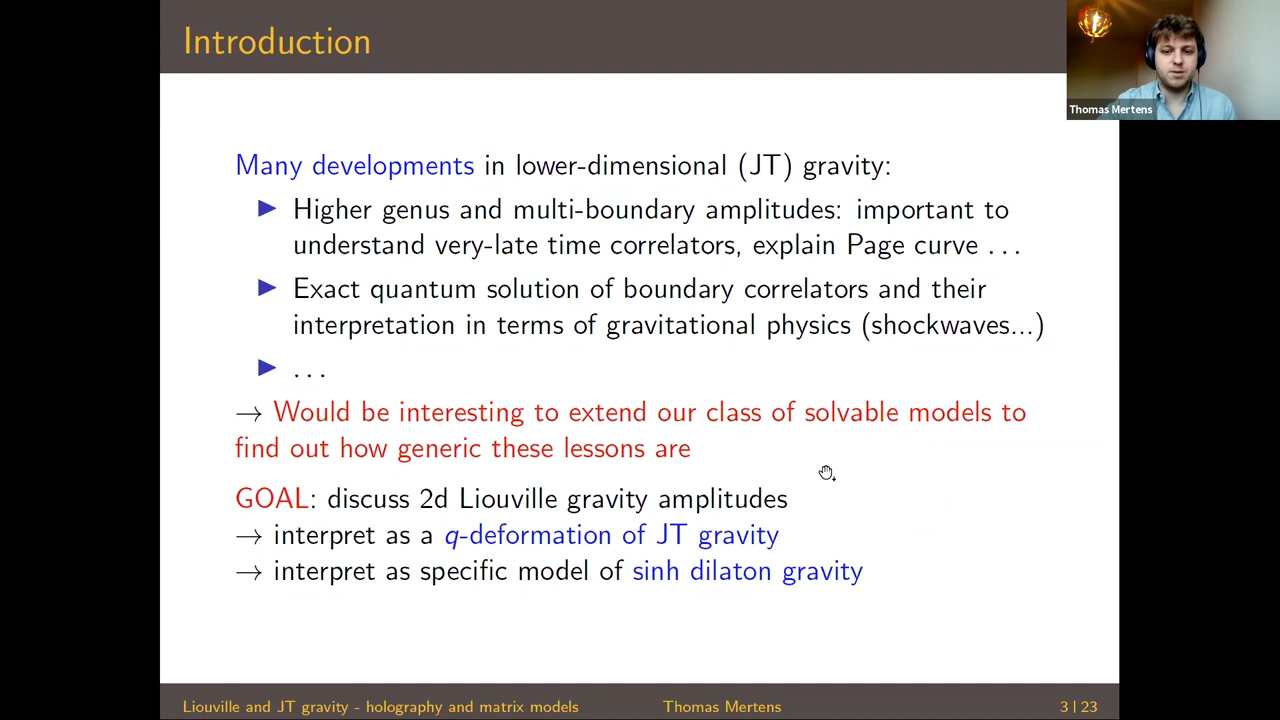 Introduction
Thomas Mertens
Many developments in lower-dimensional (JT) gravity:
▶ Higher genus and multi-boundary amplitudes: important to
understand very-late time correlators, explain Page curve ...
▶ Exact quantum solution of boundary correlators and their
interpretation in terms of gravitational physics (shockwaves...)
▶ ...
→ Would be interesting to extend our class of solvable models to
find out how generic these lessons are
GOAL: discuss 2d Liouville gravity amplitudes
→ interpret as a q-deformation of JT gravity
→ interpret as specific model of sinh dilaton gravity
Liouville and JT gravity - holography and matrix models Thomas Mertens 3 | 23